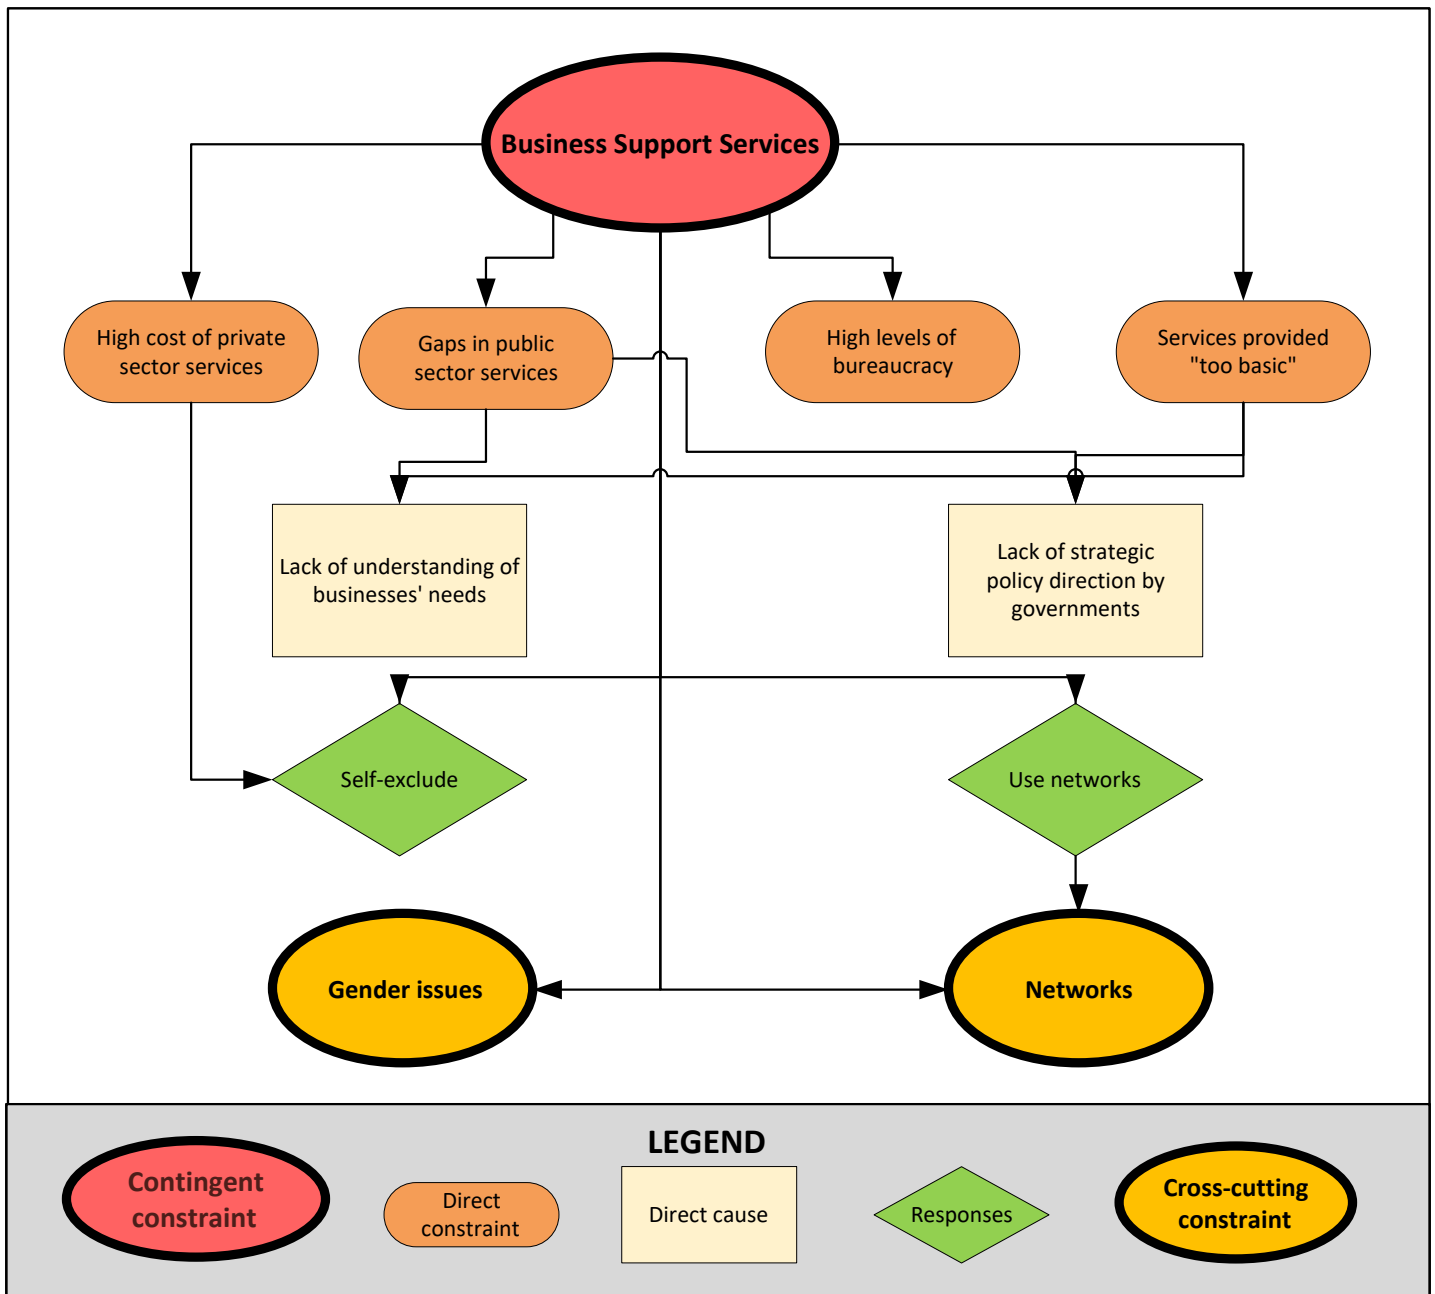 Business Support Services
High cost of private
sector services
Gaps in public
sector services
High levels of
bureaucracy
Services provided
"too basic"
Lack of understanding of
businesses' needs
Lack of strategic
policy direction by
governments
Self-exclude
Use networks
Gender issues
Networks
LEGEND
Contingent
constraint
Direct
constraint
Direct cause
Responses
Cross-cutting
constraint